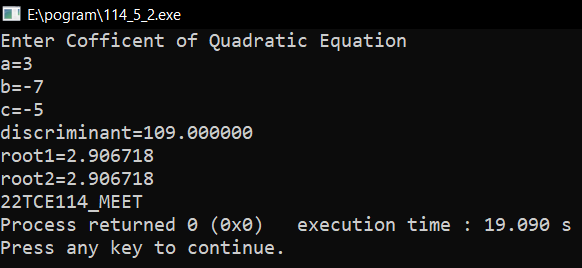 E:\pogram\114_5_2.exe
Enter Cofficent of Quadratic Equation
a=3
b=-7
c=-5
discriminant=109.000000
root1=2.906718
root2=2.906718
22TCE114_MEET
Process returned 0 (0x0)   execution time : 19.090 s
Press any key to continue.